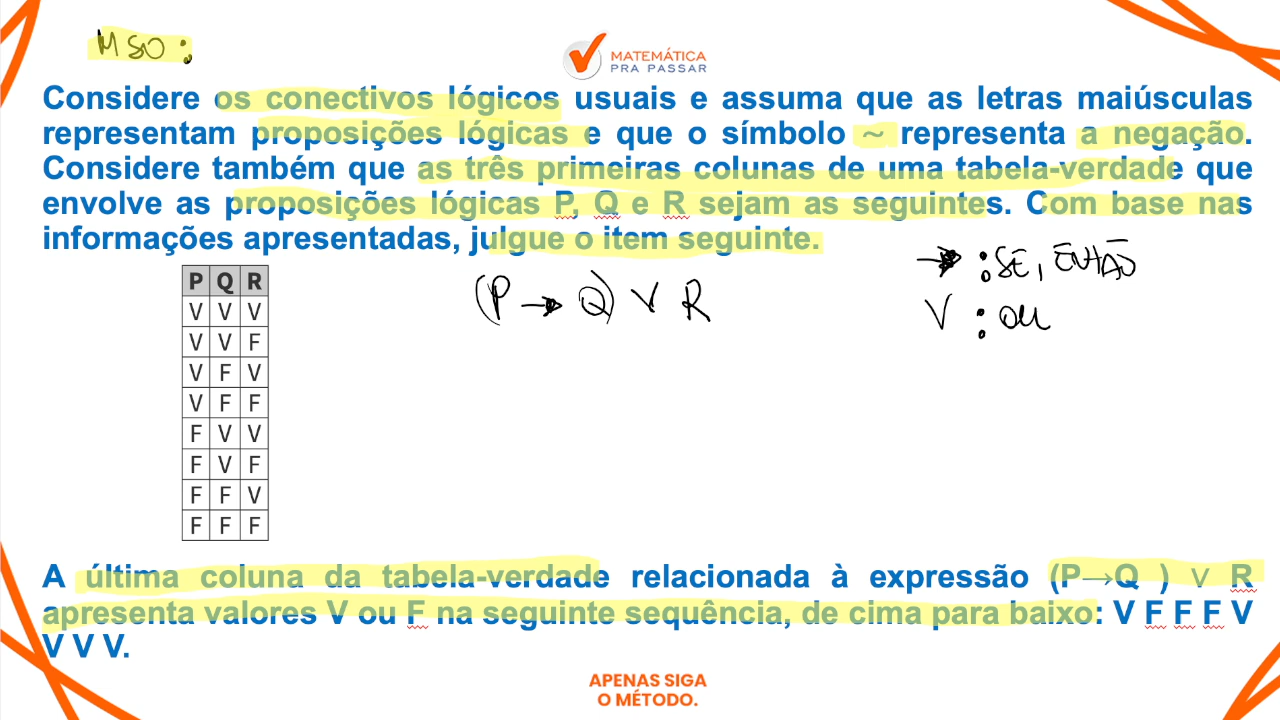 MSO:
MATEMÁTICA
PRA PASSAR
Considere os conectivos lógicos usuais e assuma que as letras maiúsculas
representam proposições lógicas e que o símbolo ~ representa a negação.
Considere também que as três primeiras colunas de uma tabela-verdade que
envolve as proposições lógicas P, Q e R sejam as seguintes. Com base nas
informações apresentadas, julgue o item seguinte.
→ : SE, ENTÃO
(P → Q) V R
V : OU
P Q R
V V V
V V F
V F V
V F F
F V V
F V F
F F V
F F F
A última coluna da tabela-verdade relacionada à expressão (P→Q ) ∨ R
apresenta valores V ou F na seguinte sequência, de cima para baixo: V F F F V
V V V.
APENAS SIGA
O MÉTODO.